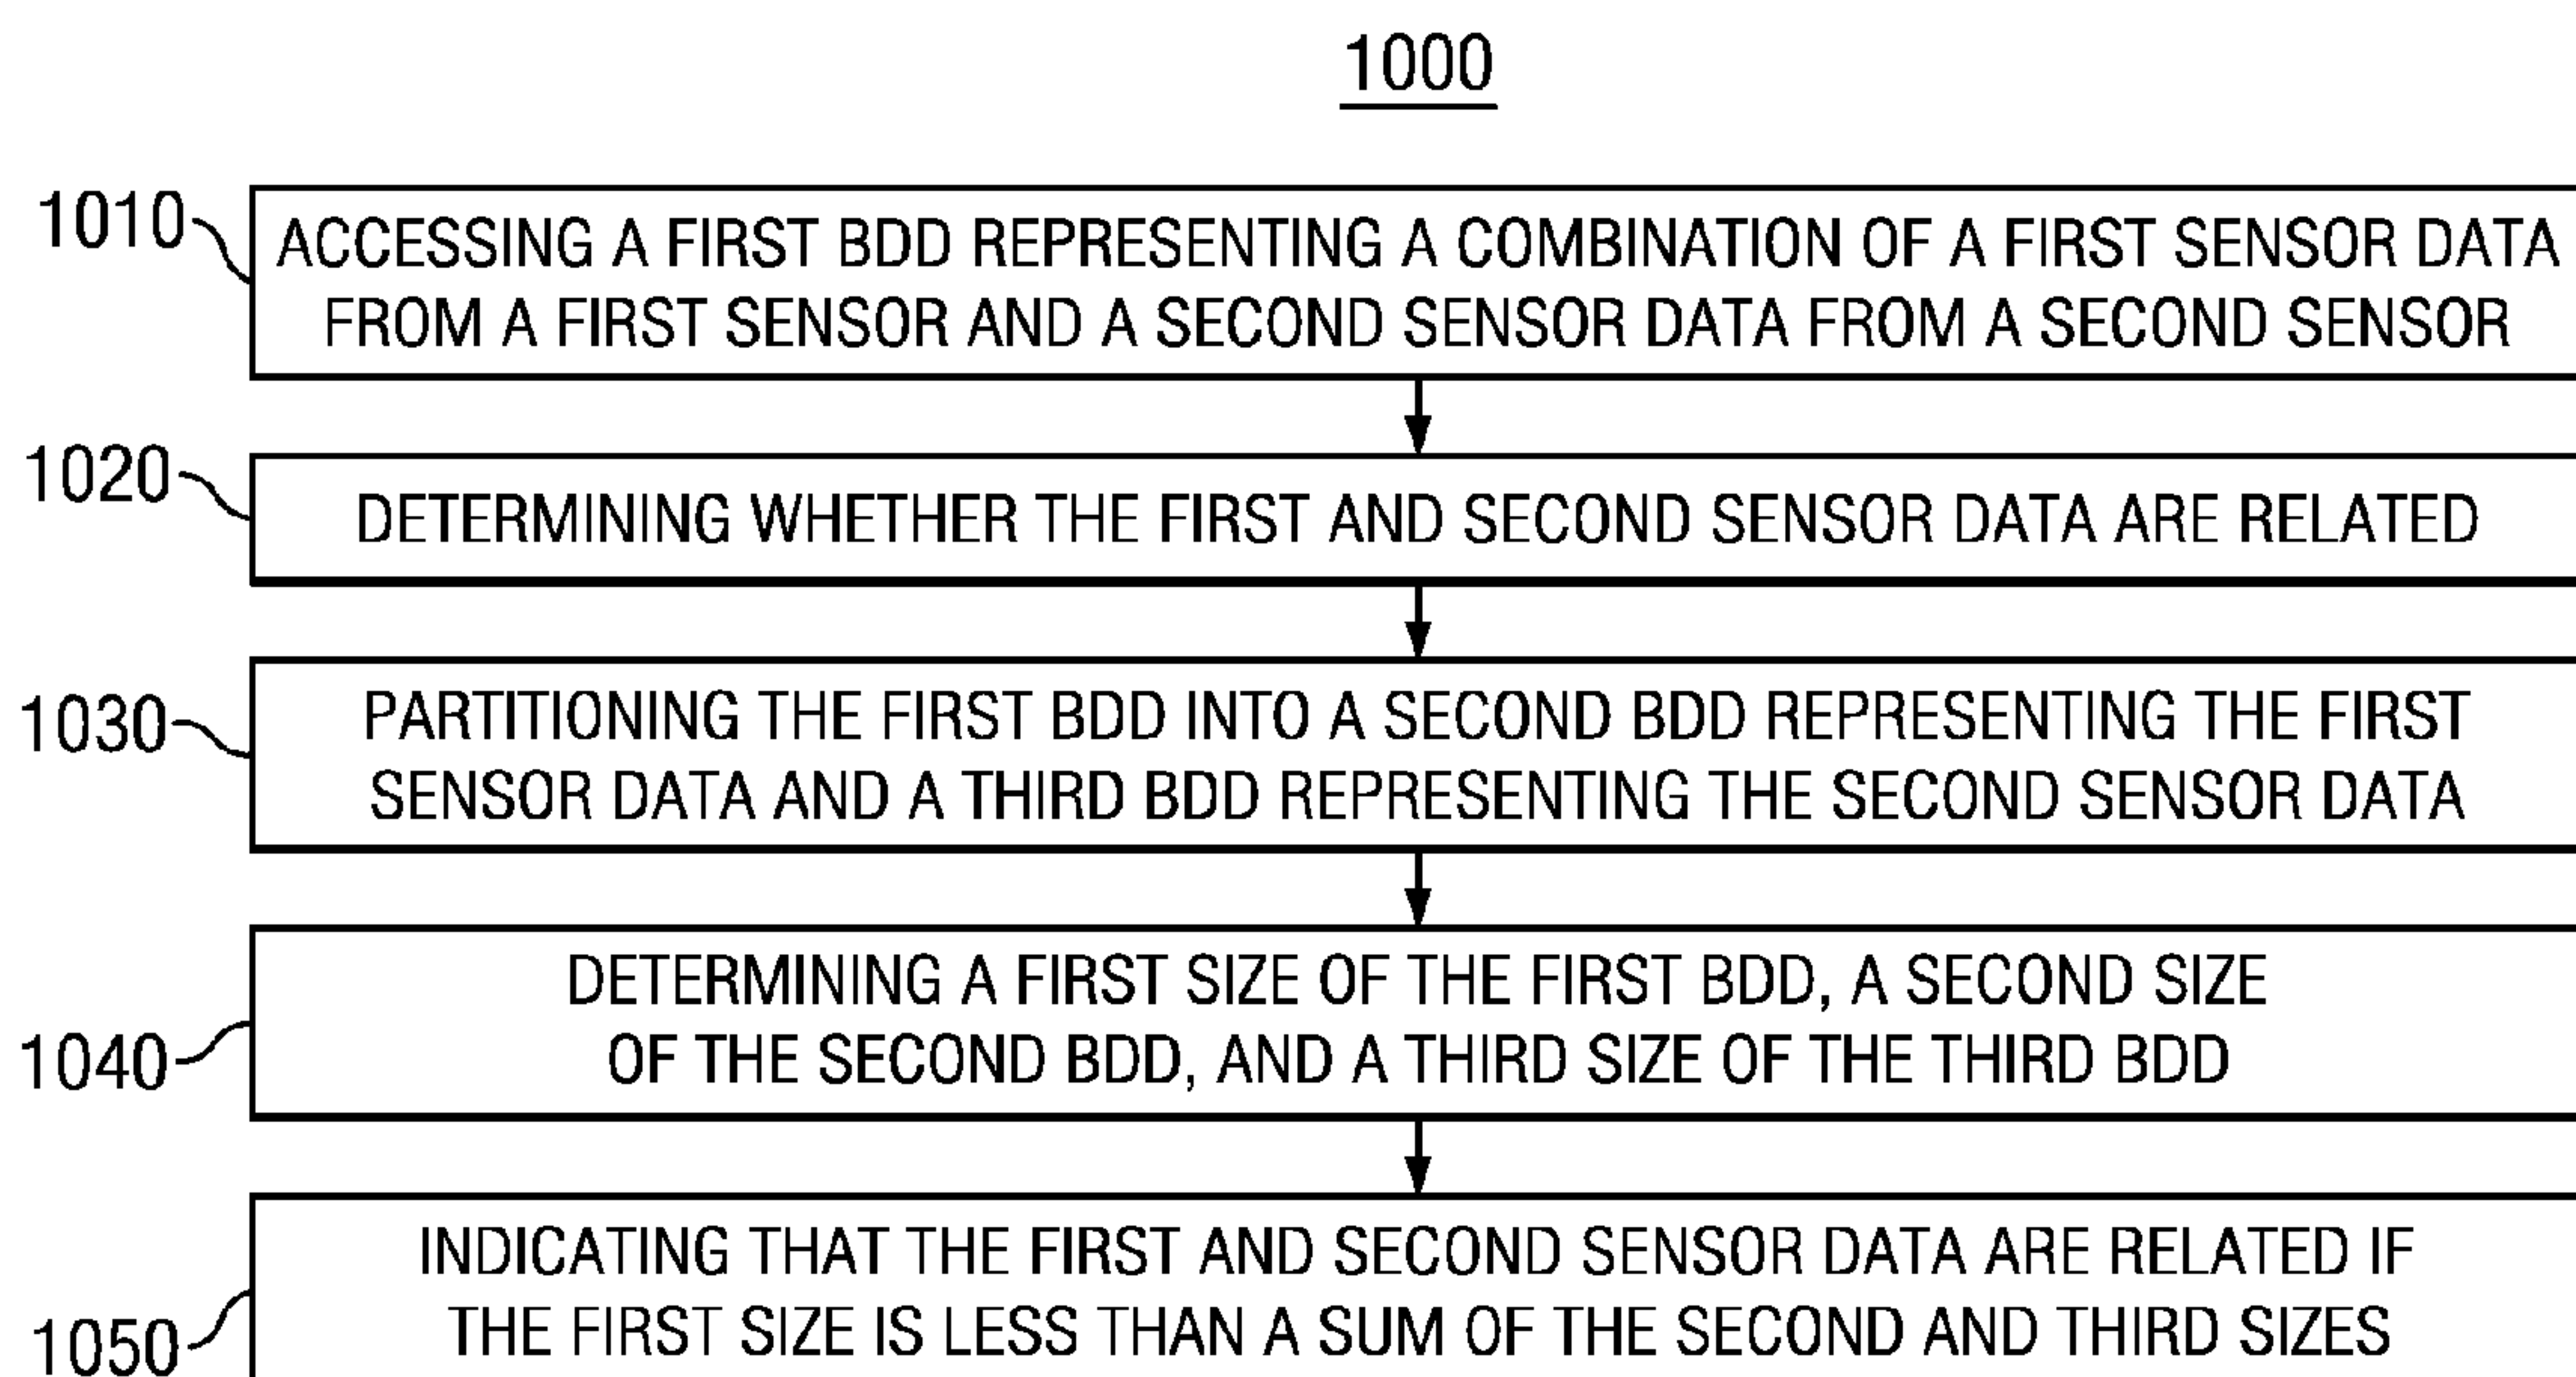 1000
1010
ACCESSING A FIRST BDD REPRESENTING A COMBINATION OF A FIRST SENSOR DATA
FROM A FIRST SENSOR AND A SECOND SENSOR DATA FROM A SECOND SENSOR
1020
DETERMINING WHETHER THE FIRST AND SECOND SENSOR DATA ARE RELATED
1030
PARTITIONING THE FIRST BDD INTO A SECOND BDD REPRESENTING THE FIRST
SENSOR DATA AND A THIRD BDD REPRESENTING THE SECOND SENSOR DATA
1040
DETERMINING A FIRST SIZE OF THE FIRST BDD, A SECOND SIZE
OF THE SECOND BDD, AND A THIRD SIZE OF THE THIRD BDD
1050
INDICATING THAT THE FIRST AND SECOND SENSOR DATA ARE RELATED IF
THE FIRST SIZE IS LESS THAN A SUM OF THE SECOND AND THIRD SIZES